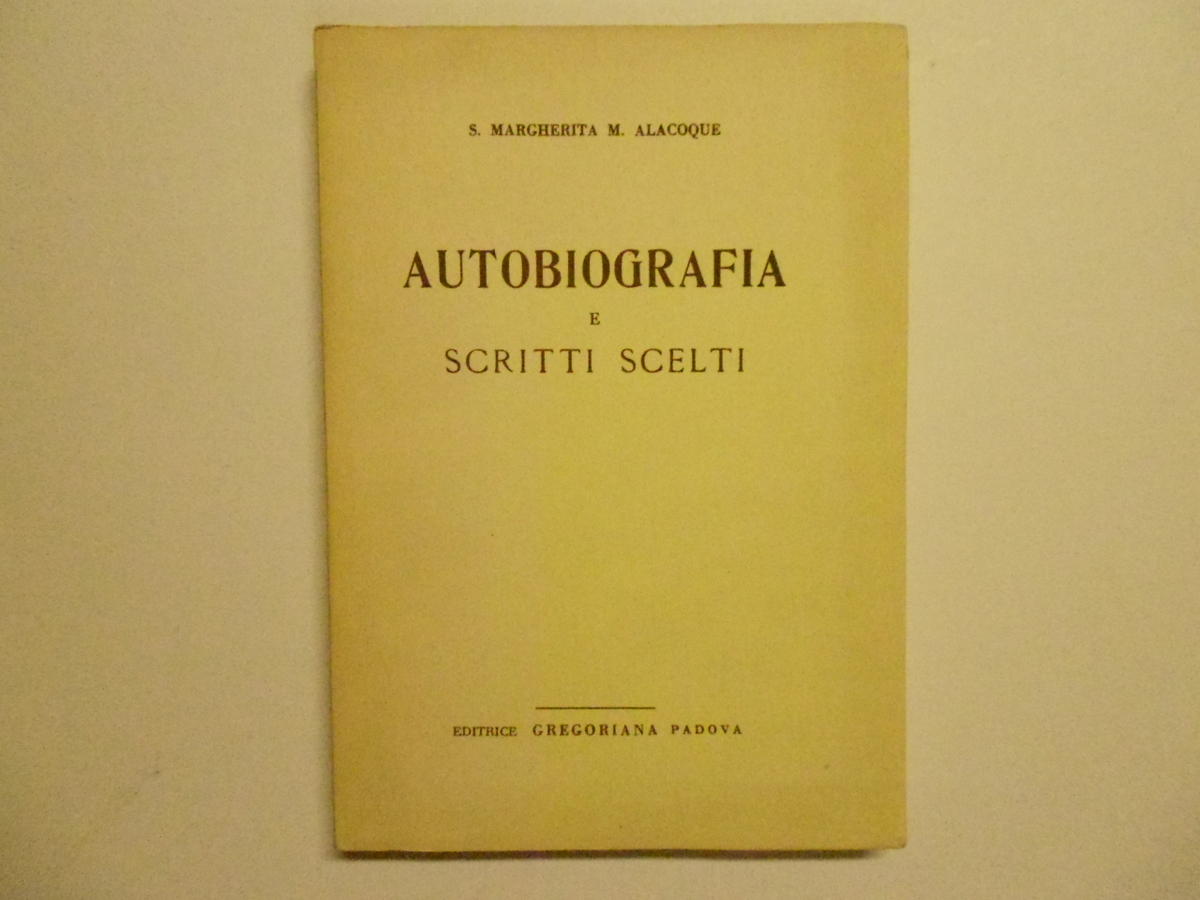 S. MARGHERITA M. ALACOQUE
AUTOBIOGRAFIA
E
SCRITTI SCELTI
EDITRICE GREGORIANA PADOVA